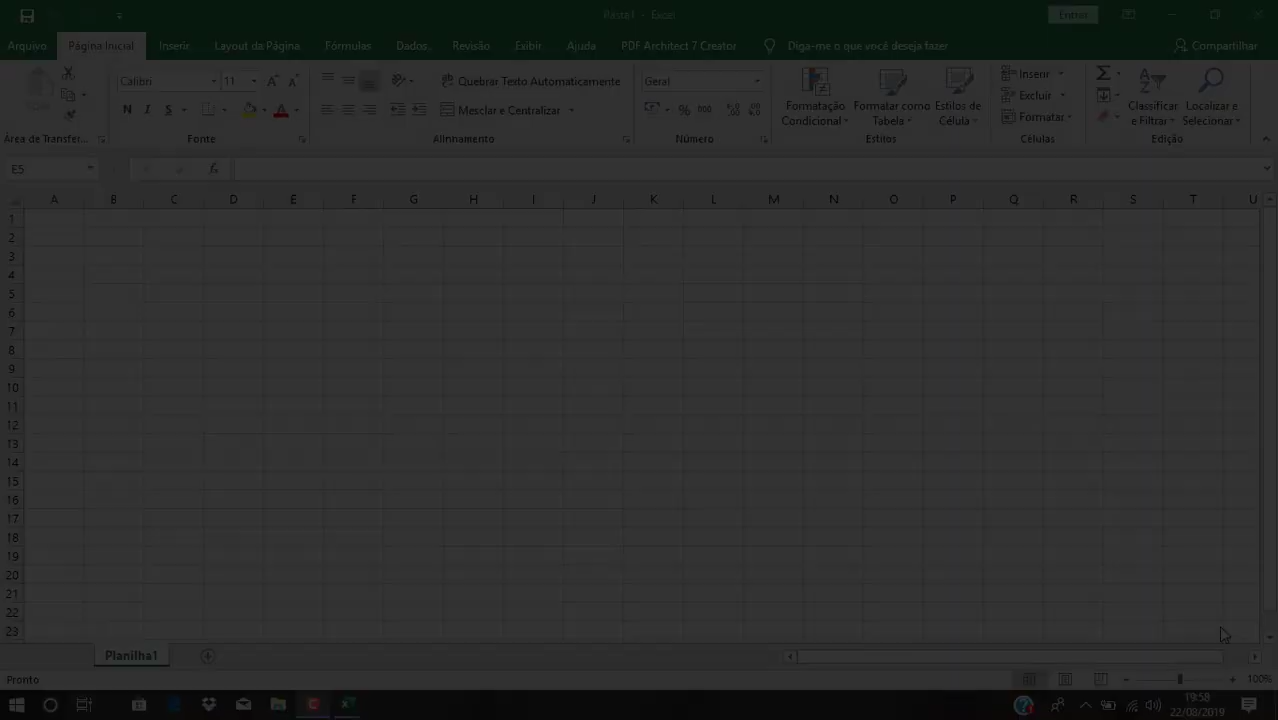 Pasta1 - Excel
Entrar
Arquivo
Página Inicial
Inserir
Layout da Página
Fórmulas
Dados
Revisão
Exibir
Ajuda
PDF Architect 7 Creator
Diga-me o que você deseja fazer
Compartilhar
Calibri
11
Quebrar Texto Automaticamente
Geral
N I S
Mesclar e Centralizar
% 000
Formatação Condicional
Formatar como Tabela
Estilos de Célula
Inserir
Excluir
Formatar
Classificar e Filtrar
Localizar e Selecionar
Área de Transfer...
Fonte
Alinhamento
Número
Estilos
Células
Edição
E5
fx
A B C D E F G H I J K L M N O P Q R S T U
1
2
3
4
5
6
7
8
9
10
11
12
13
14
15
16
17
18
19
20
21
22
23
Planilha1
Pronto
100%
19:58
22/08/2019